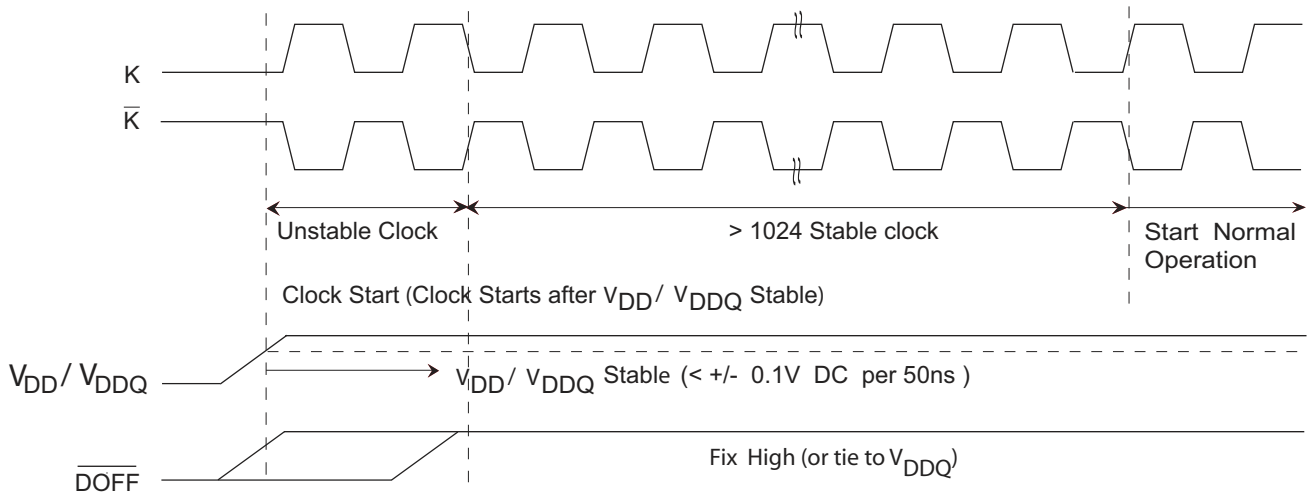 K
K̅
Unstable Clock
> 1024 Stable clock
Start Normal
Operation
Clock Start (Clock Starts after VDD/ VDDQ Stable)
VDD/ VDDQ
VDD/ VDDQ Stable (< +/- 0.1V DC per 50ns )
DOFF
Fix High (or tie to VDDQ)